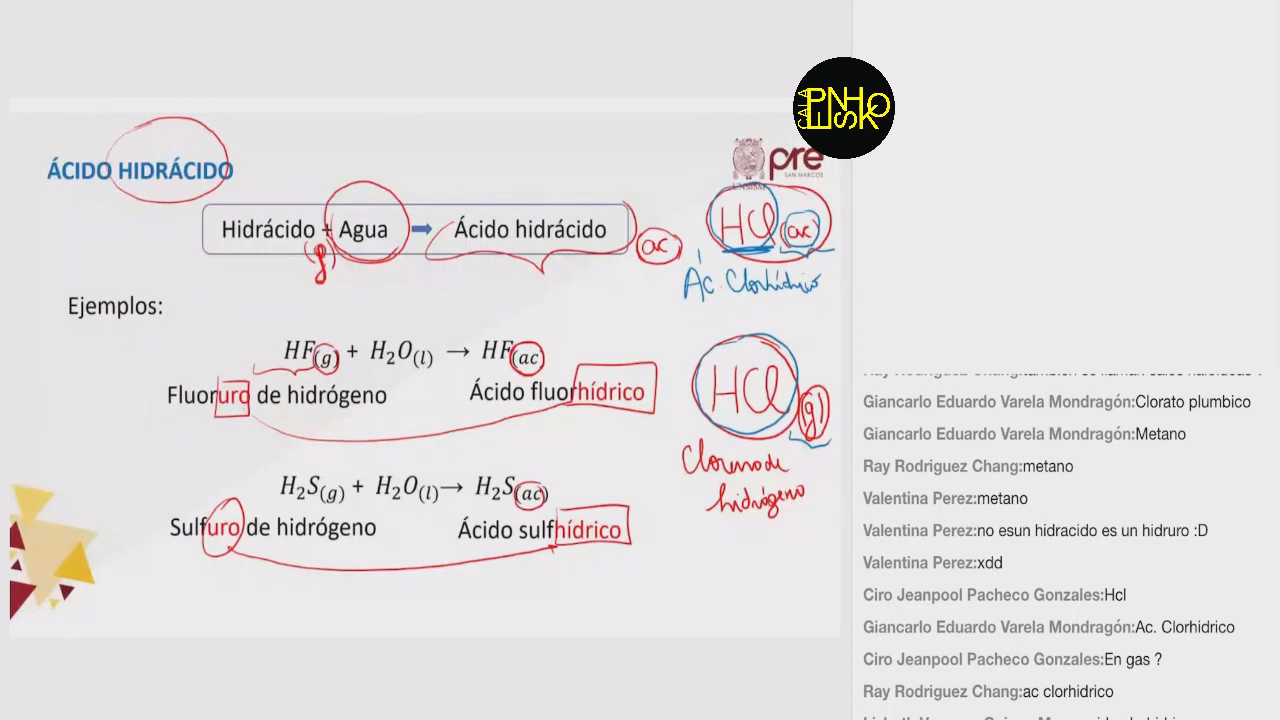 CALA
PENHO
ESK
pre
SAN MARCOS
UNMSM
ÁCIDO HIDRÁCIDO
Hidrácido + Agua → Ácido hidrácido
(g)
ac
HCl (ac)
Ác. Clorhídrico
Ejemplos:
HF(g) + H₂O(l) → HF(ac)
Fluoruro de hidrógeno Ácido fluorhídrico
HCl (g)
Cloruro de
hidrógeno
H₂S(g) + H₂O(l) → H₂S(ac)
Sulfuro de hidrógeno Ácido sulfhídrico
Giancarlo Eduardo Varela Mondragón:Clorato plumbico
Giancarlo Eduardo Varela Mondragón:Metano
Ray Rodriguez Chang:metano
Valentina Perez:metano
Valentina Perez:no esun hidracido es un hidruro :D
Valentina Perez:xdd
Ciro Jeanpool Pacheco Gonzales:Hcl
Giancarlo Eduardo Varela Mondragón:Ac. Clorhidrico
Ciro Jeanpool Pacheco Gonzales:En gas ?
Ray Rodriguez Chang:ac clorhidrico